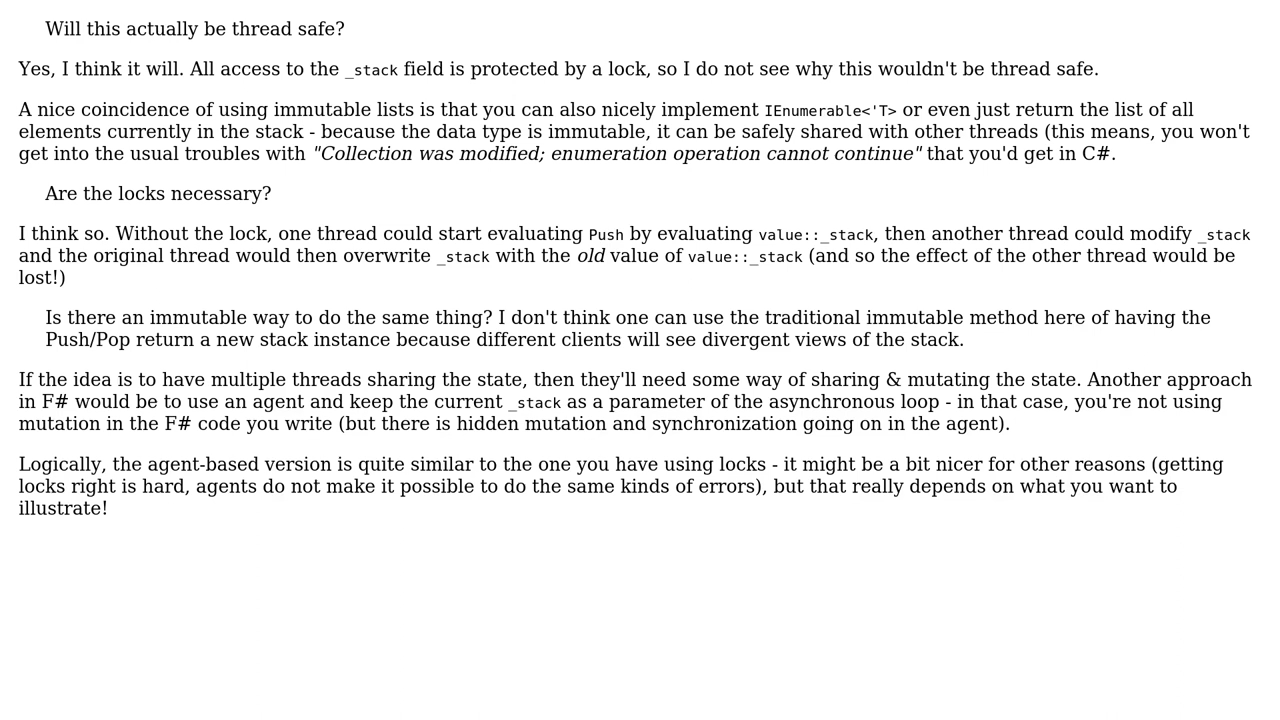 Will this actually be thread safe?
Yes, I think it will. All access to the _stack field is protected by a lock, so I do not see why this wouldn't be thread safe.
A nice coincidence of using immutable lists is that you can also nicely implement IEnumerable<'T> or even just return the list of all
elements currently in the stack - because the data type is immutable, it can be safely shared with other threads (this means, you won't
get into the usual troubles with "Collection was modified; enumeration operation cannot continue" that you'd get in C#.
Are the locks necessary?
I think so. Without the lock, one thread could start evaluating Push by evaluating value::_stack, then another thread could modify _stack
and the original thread would then overwrite _stack with the old value of value::_stack (and so the effect of the other thread would be
lost!)
Is there an immutable way to do the same thing? I don't think one can use the traditional immutable method here of having the
Push/Pop return a new stack instance because different clients will see divergent views of the stack.
If the idea is to have multiple threads sharing the state, then they'll need some way of sharing & mutating the state. Another approach
in F# would be to use an agent and keep the current _stack as a parameter of the asynchronous loop - in that case, you're not using
mutation in the F# code you write (but there is hidden mutation and synchronization going on in the agent).
Logically, the agent-based version is quite similar to the one you have using locks - it might be a bit nicer for other reasons (getting
locks right is hard, agents do not make it possible to do the same kinds of errors), but that really depends on what you want to
illustrate!